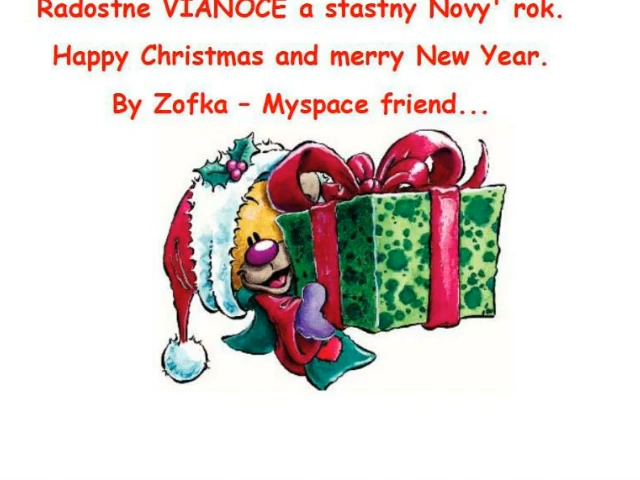 Radostne VIANOCE a stastny Novy' rok.
Happy Christmas and merry New Year.
By Zofka – Myspace friend...